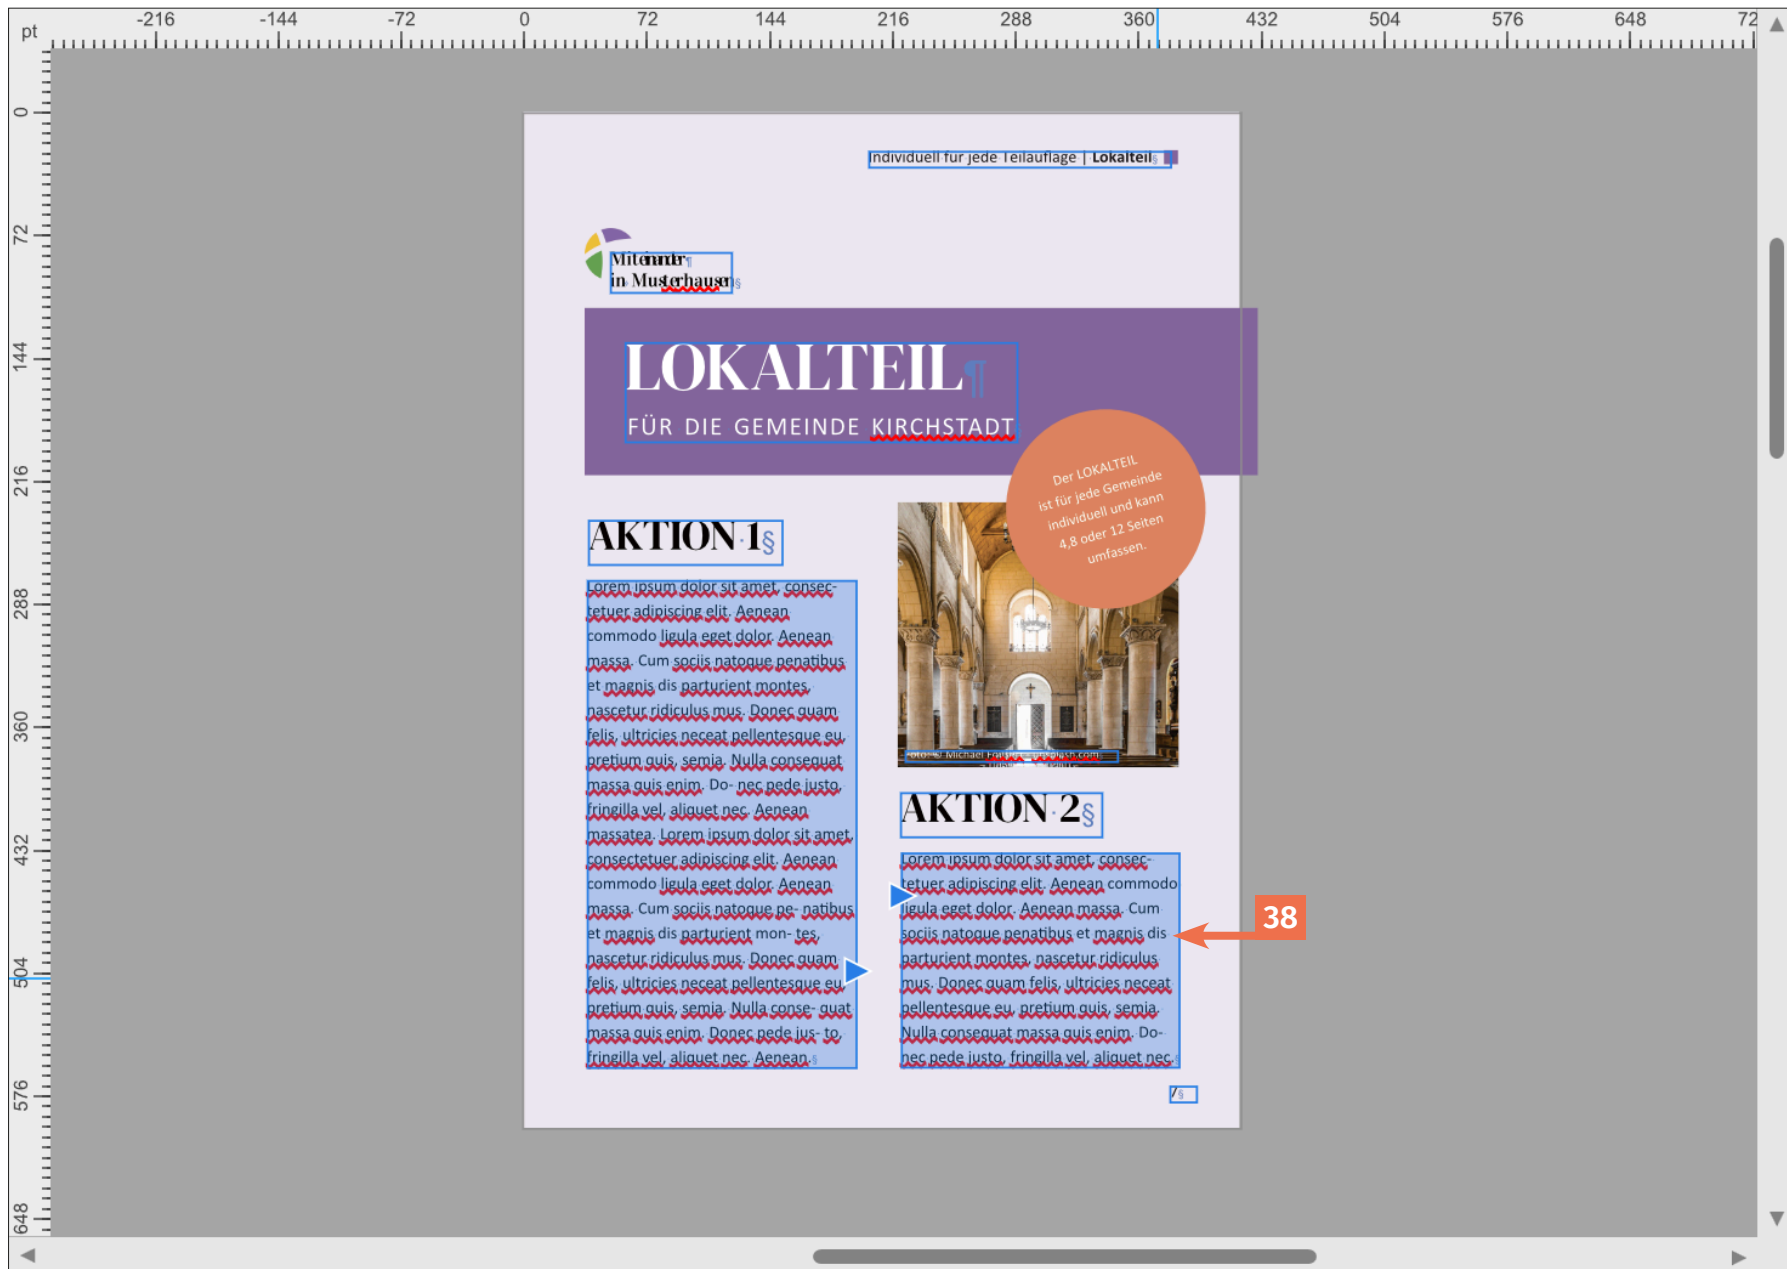 pt
-216 -144 -72 0 72 144 216 288 360 432 504 576 648 72
0
72
144
216
288
360
432
504
576
648
Individuell für jede Teilauflage | Lokalteil§
Miteinander¶
in Musterhausen§
LOKALTEIL¶
FÜR DIE GEMEINDE KIRCHSTADT
Der LOKALTEIL
ist für jede Gemeinde
individuell und kann
4,8 oder 12 Seiten
umfassen.
AKTION·1§
Lorem ipsum dolor sit amet, consec-
tetuer adipiscing elit. Aenean
commodo ligula eget dolor. Aenean
massa. Cum sociis natoque penatibus
et magnis dis parturient montes,
nascetur ridiculus mus. Donec quam
felis, ultricies neceat pellentesque eu,
pretium quis, semia. Nulla consequat
massa quis enim. Do- nec pede justo,
fringilla vel, aliquet nec. Aenean
massatea. Lorem ipsum dolor sit amet,
consectetuer adipiscing elit. Aenean
commodo ligula eget dolor. Aenean
massa. Cum sociis natoque pe- natibus
et magnis dis parturient mon- tes,
nascetur ridiculus mus. Donec quam
felis, ultricies neceat pellentesque eu,
pretium quis, semia. Nulla conse- quat
massa quis enim. Donec pede jus- to,
fringilla vel, aliquet nec. Aenean.§
Foto: © Michael
AKTION·2§
Lorem ipsum dolor sit amet, consec-
tetuer adipiscing elit. Aenean commodo
ligula eget dolor. Aenean massa. Cum
sociis natoque penatibus et magnis dis
parturient montes, nascetur ridiculus
mus. Donec quam felis, ultricies neceat
pellentesque eu, pretium quis, semia.
Nulla consequat massa quis enim. Do-
nec pede justo, fringilla vel, aliquet nec.§
38
7§